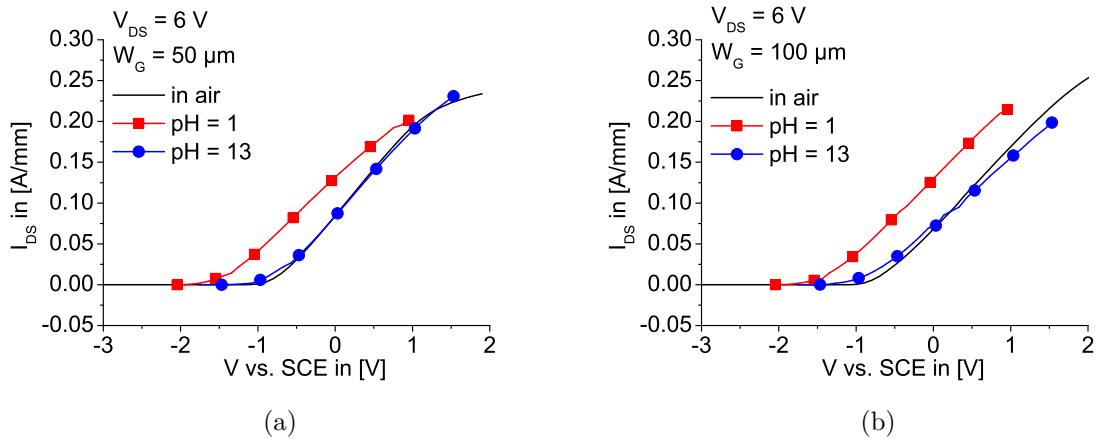 V_DS = 6 V
W_G = 50 μm
in air
pH = 1
pH = 13
0.30
0.25
0.20
0.15
0.10
0.05
0.00
-0.05
I_DS in [A/mm]
-3 -2 -1 0 1 2
V vs. SCE in [V]
(a)
V_DS = 6 V
W_G = 100 μm
in air
pH = 1
pH = 13
0.30
0.25
0.20
0.15
0.10
0.05
0.00
-0.05
I_DS in [A/mm]
-3 -2 -1 0 1 2
V vs. SCE in [V]
(b)